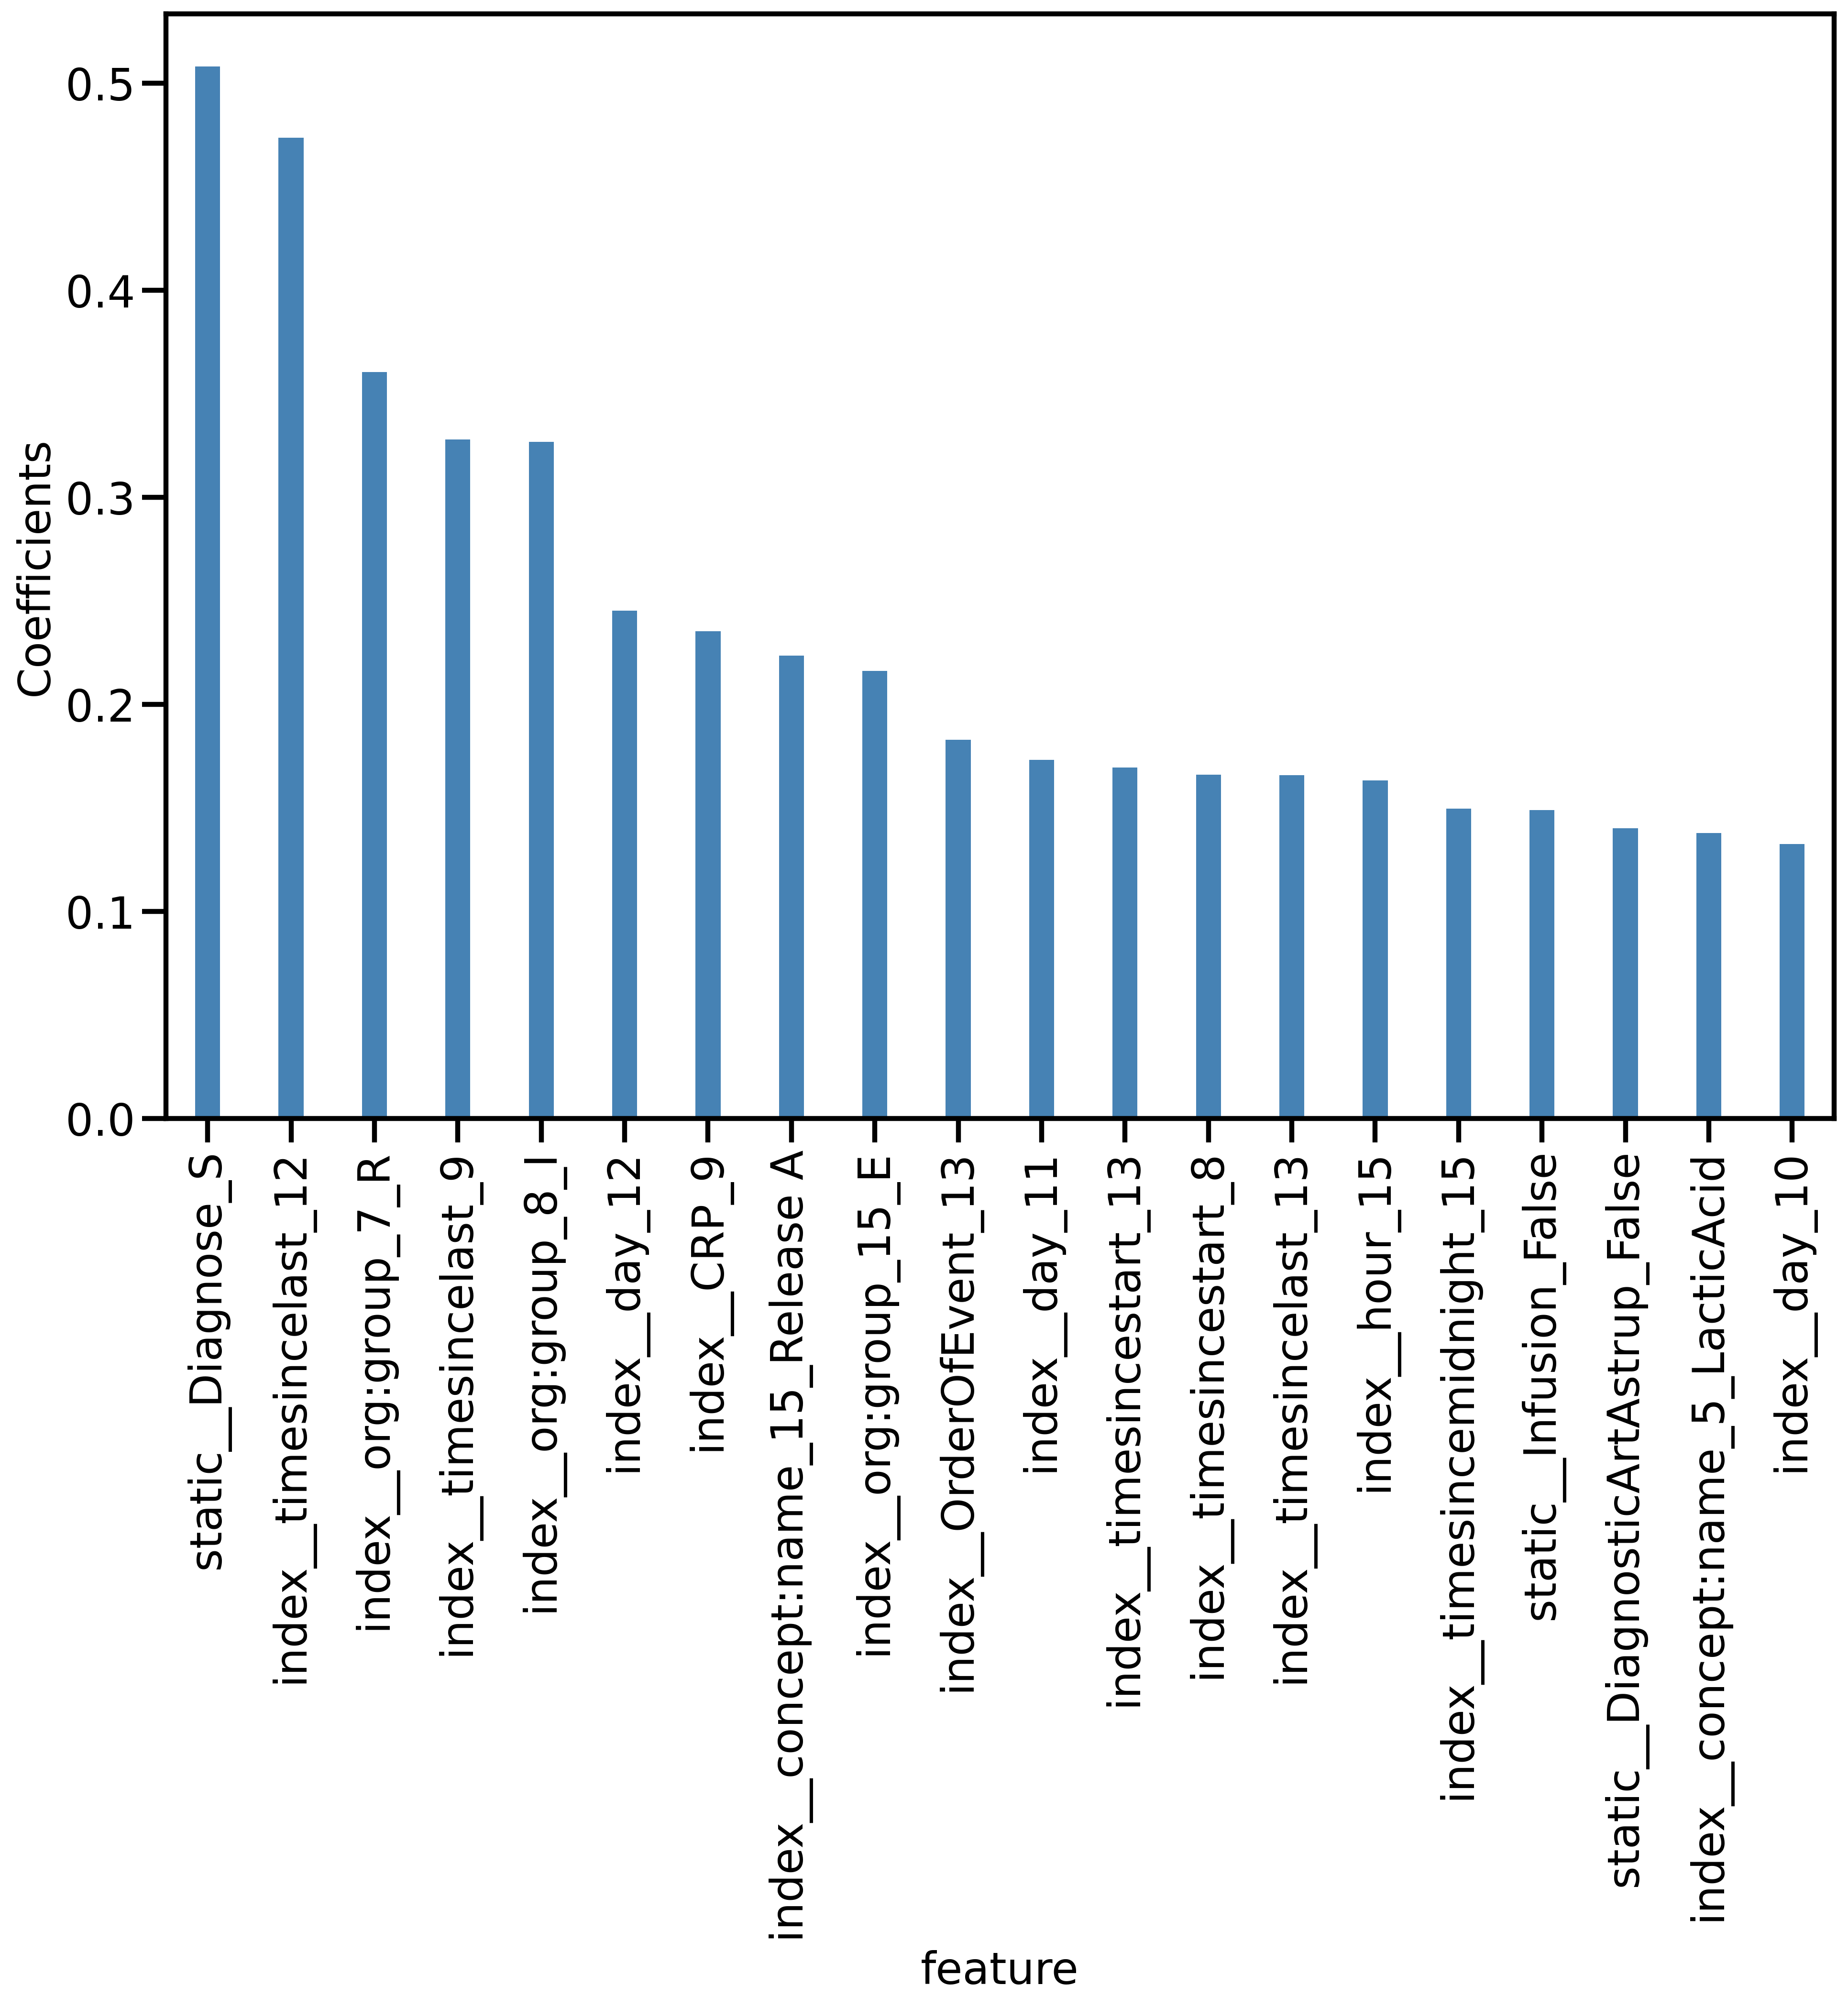 0.5
0.4
0.3
0.2
0.1
0.0
Coefficients
static__Diagnose_S
index__timesincelast_12
index__org:group_7_R
index__timesincelast_9
index__org:group_8_I
index__day_12
index__CRP_9
index__concept:name_15_Release A
index__org:group_15_E
index__OrderOfEvent_13
index__day_11
index__timesincestart_13
index__timesincestart_8
index__timesincelast_13
index__hour_15
index__timesincemidnight_15
static__Infusion_False
static__DiagnosticArtAstrup_False
index__concept:name_5_LacticAcid
index__day_10
feature